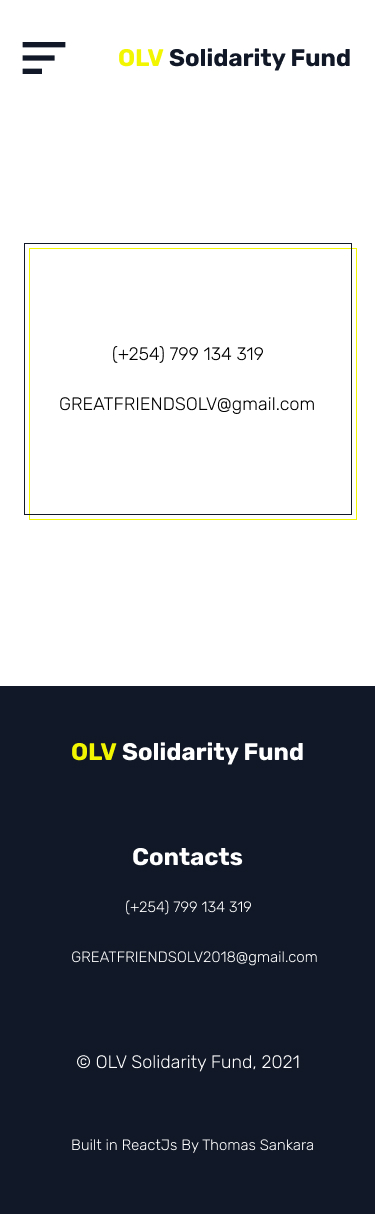 OLV Solidarity Fund
(+254) 799 134 319
GREATFRIENDSOLV@gmail.com
OLV Solidarity Fund
Contacts
(+254) 799 134 319
GREATFRIENDSOLV2018@gmail.com
© OLV Solidarity Fund, 2021
Built in ReactJs By Thomas Sankara